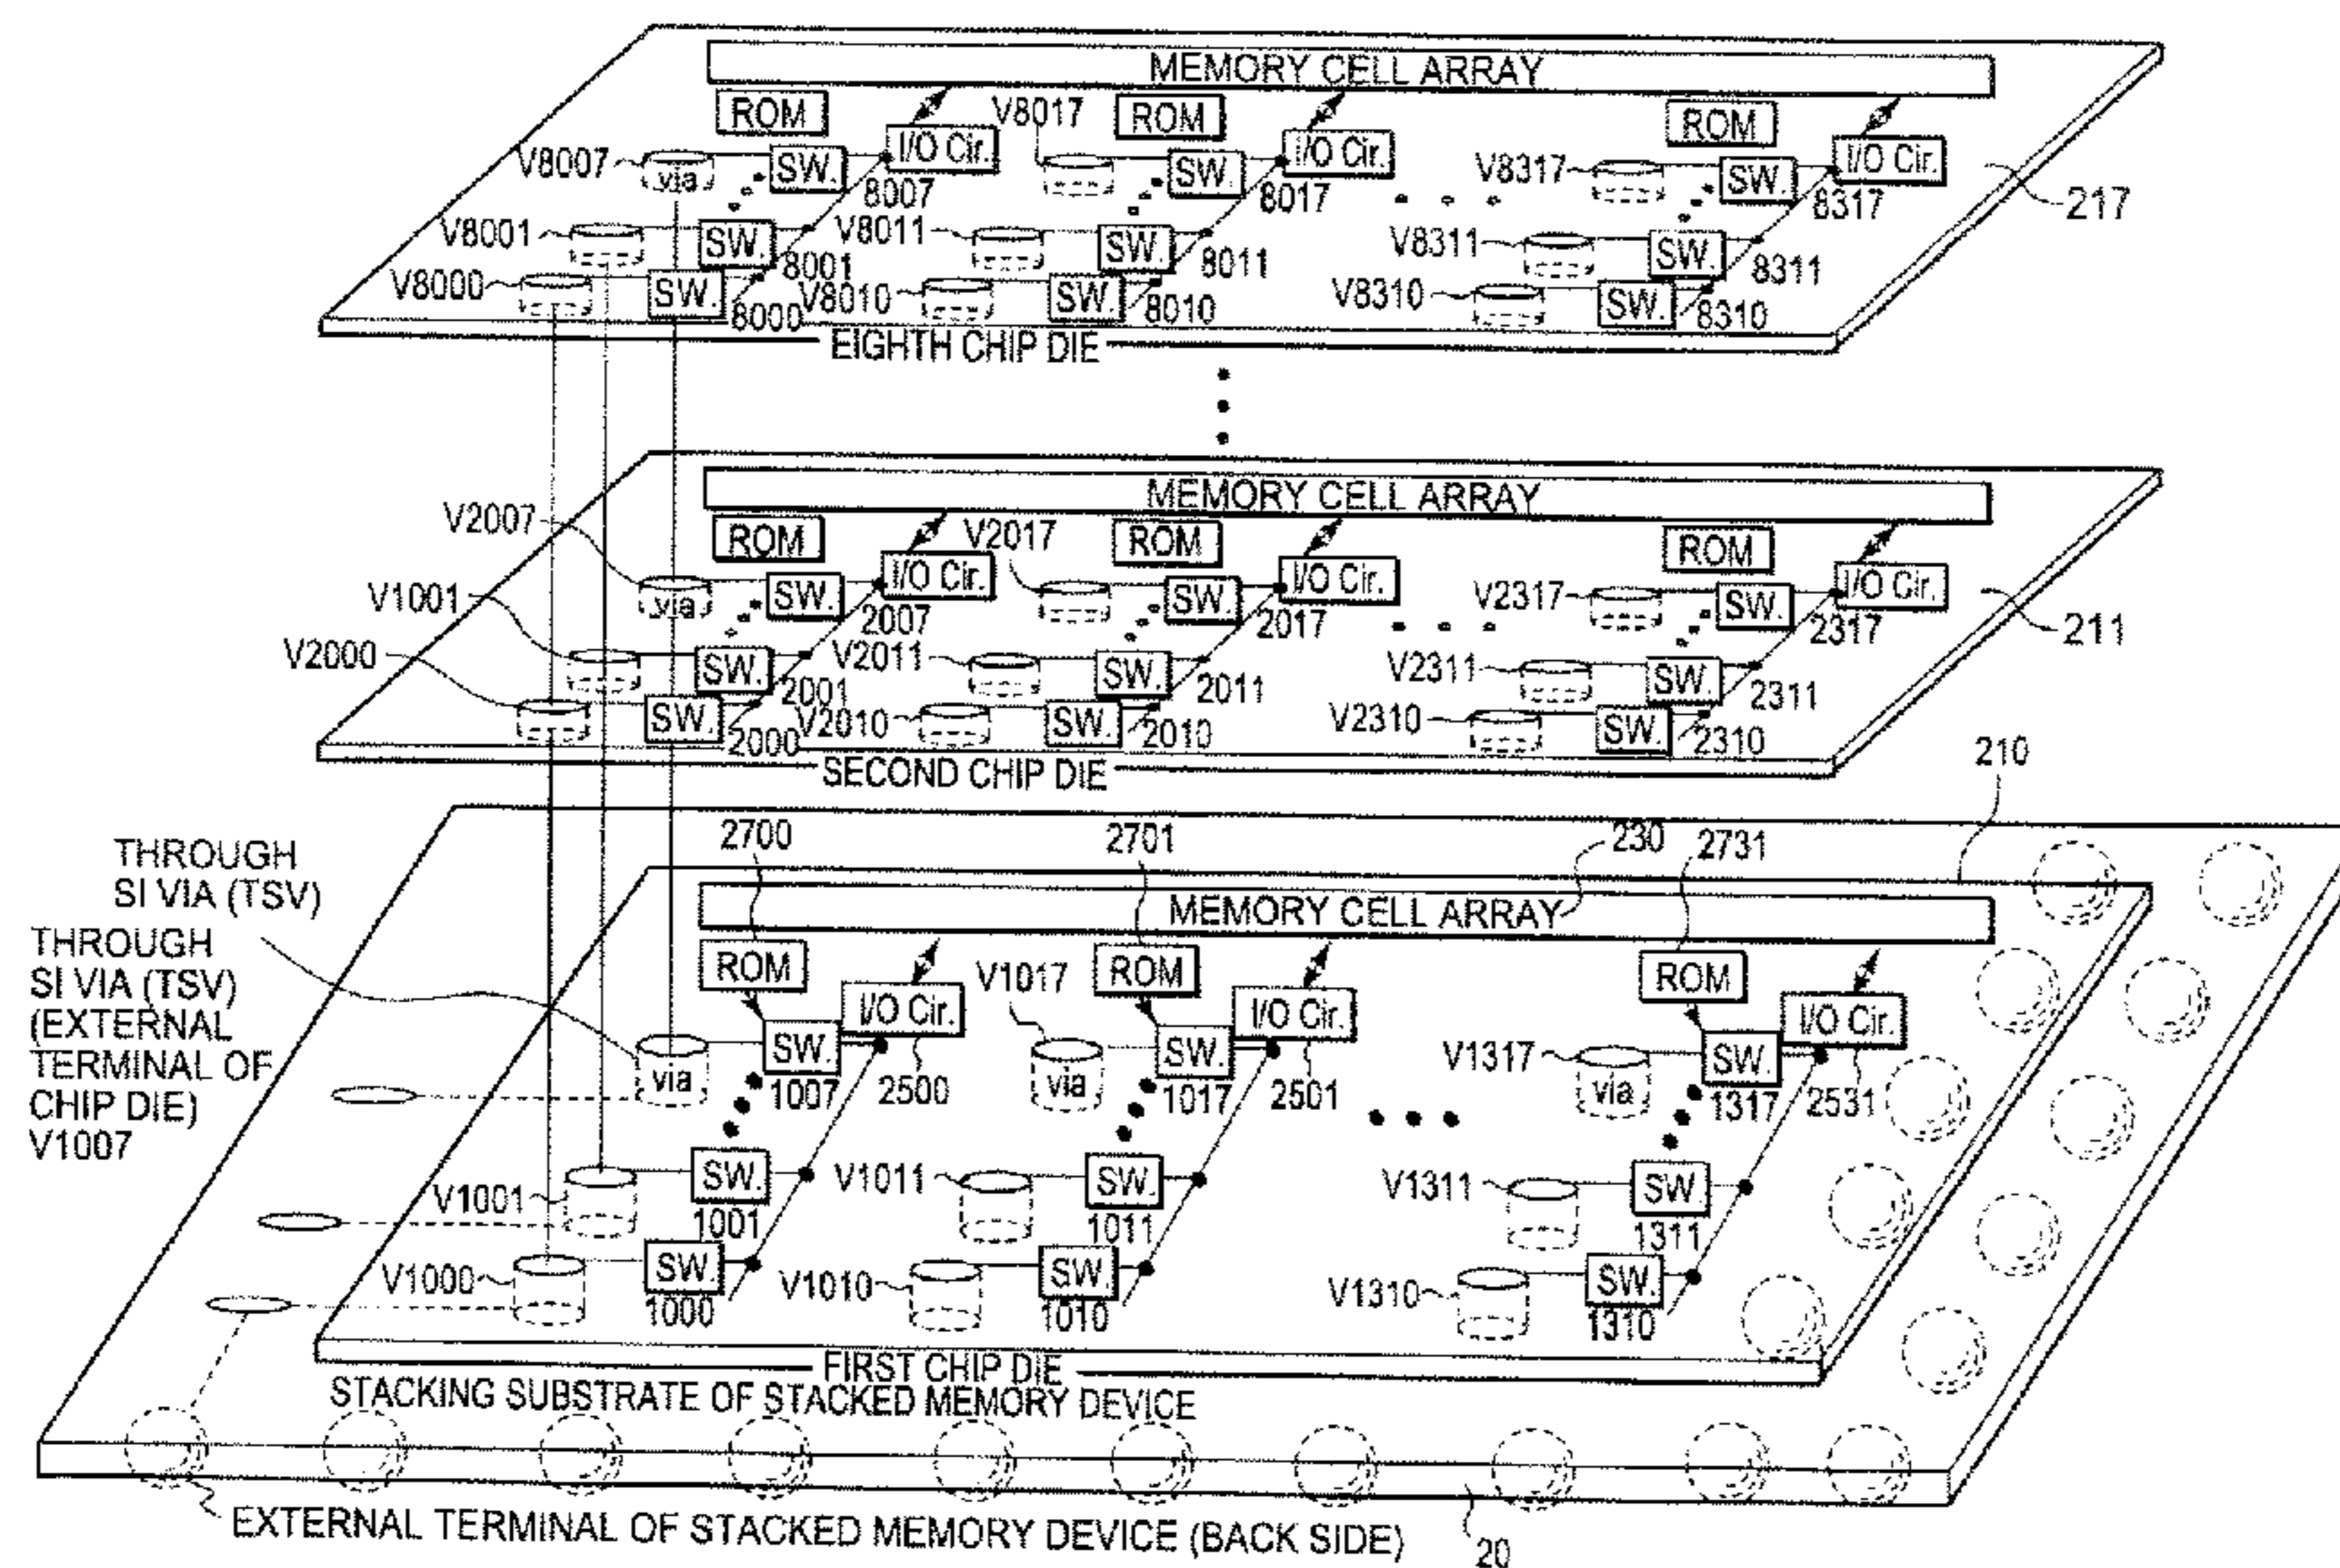 MEMORY CELL ARRAY
ROM V8017 ROM ROM
I/O Cir. I/O Cir. I/O Cir.
V8007 via SW. 8007 SW. 8017 V8317 SW. 8317 217
V8001 SW. 8001 V8011 SW. 8011 V8311 SW. 8311
V8000 SW. 8000 V8010 SW. 8010 V8310 SW. 8310
EIGHTH CHIP DIE
MEMORY CELL ARRAY
V2007 ROM V2017 ROM ROM
I/O Cir. I/O Cir. I/O Cir.
via SW. 2007 SW. 2017 V2317 SW. 2317 211
V1001 SW. 2001 V2011 SW. 2011 V2311 SW. 2311
V2000 SW. 2000 V2010 SW. 2010 V2310 SW. 2310
SECOND CHIP DIE
210
2700 2701 230 2731
THROUGH
SI VIA (TSV)
MEMORY CELL ARRAY
THROUGH
SI VIA (TSV)
(EXTERNAL
TERMINAL OF
CHIP DIE)
V1007
ROM V1017 ROM ROM
I/O Cir. I/O Cir. I/O Cir.
via SW. 1007 2500 via SW. 1017 2501 V1317 via SW. 1317 2531
V1001 SW. 1001 V1011 SW. 1011 V1311 SW. 1311
V1000 SW. 1000 V1010 SW. 1010 V1310 SW. 1310
FIRST CHIP DIE
STACKING SUBSTRATE OF STACKED MEMORY DEVICE
EXTERNAL TERMINAL OF STACKED MEMORY DEVICE (BACK SIDE) 20